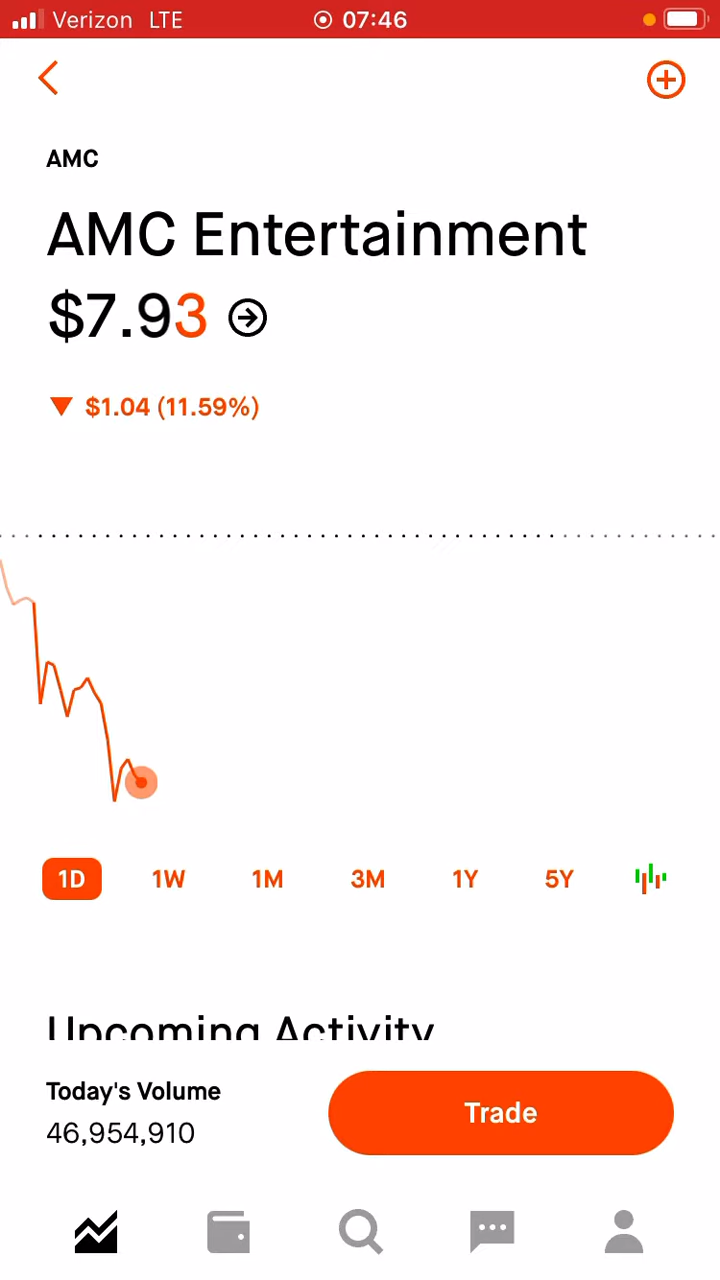 Verizon LTE 07:46
AMC
AMC Entertainment
$7.93
$1.04 (11.59%)
1D 1W 1M 3M 1Y 5Y
Upcoming Activity
Today's Volume
46,954,910
Trade